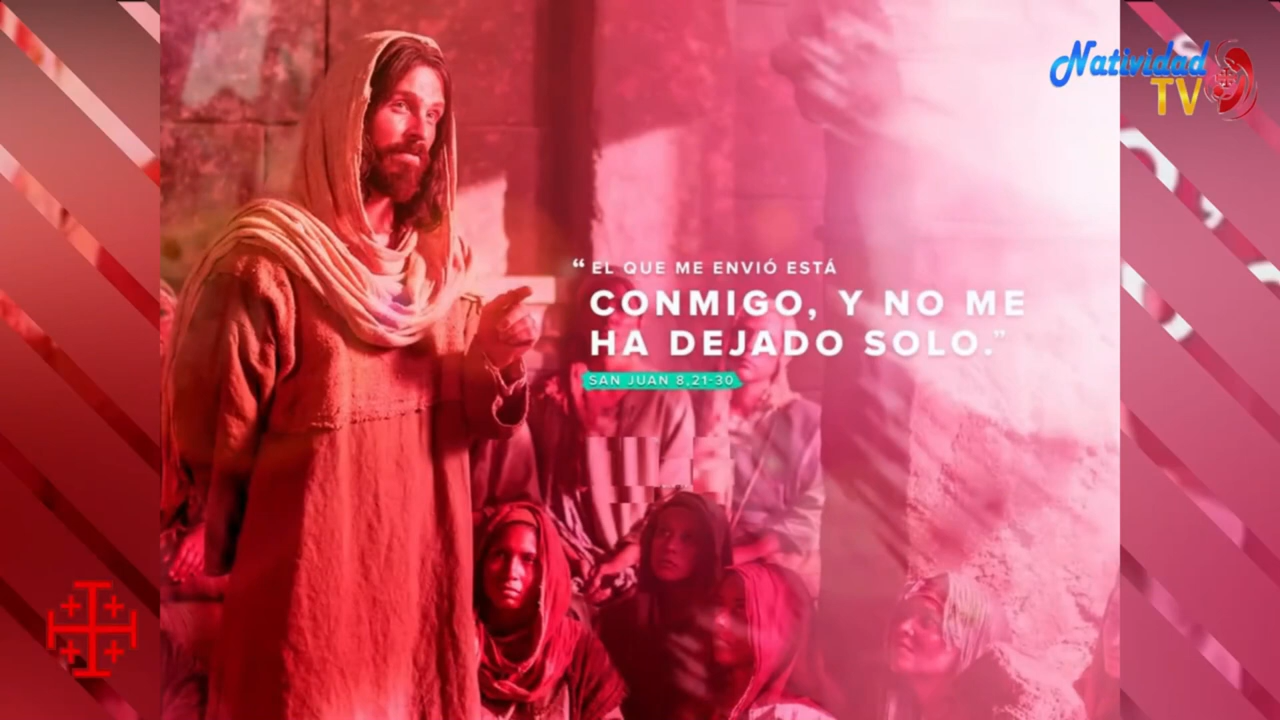 Natividad
TV
“ EL QUE ME ENVIÓ ESTÁ
CONMIGO, Y NO ME
HA DEJADO SOLO.”
SAN JUAN 8,21-30